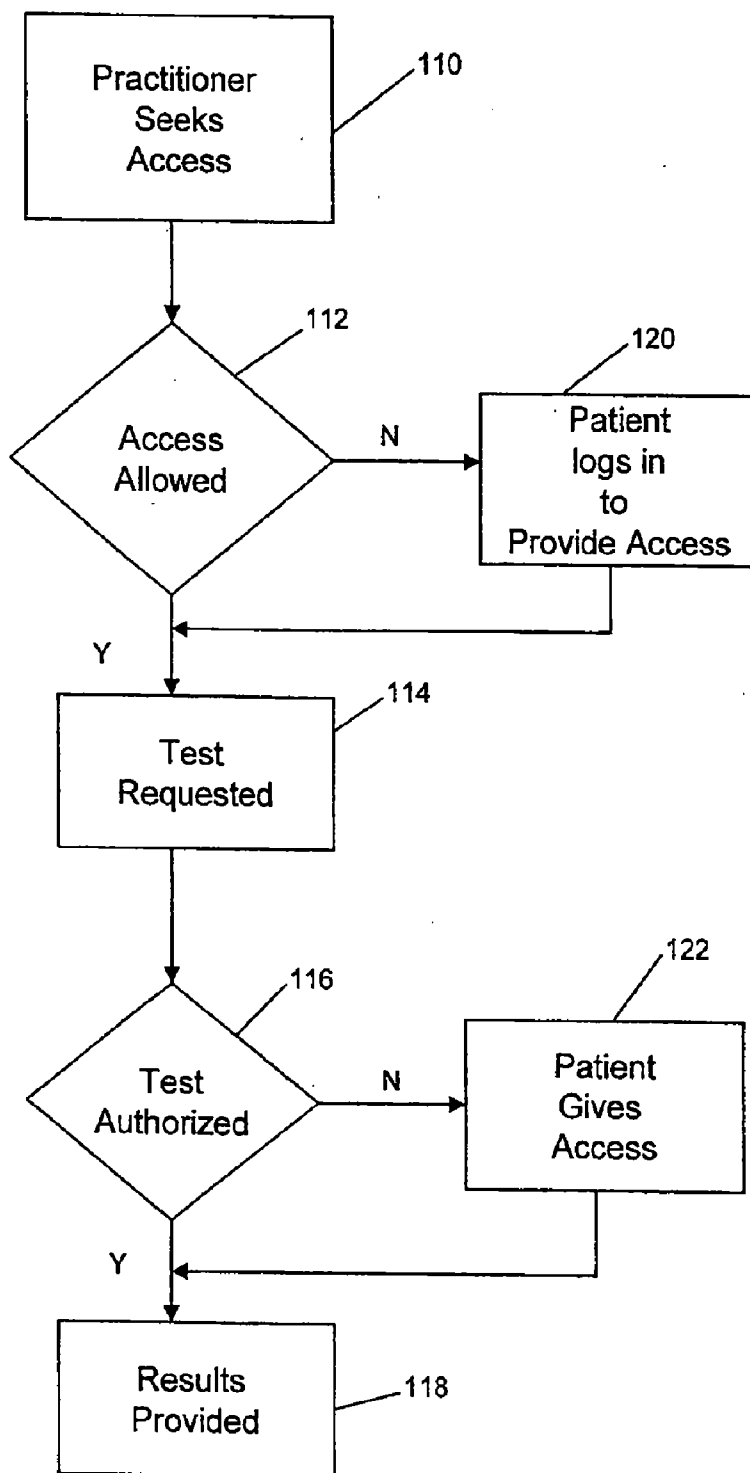 Practitioner
Seeks
Access
110
112
Access
Allowed
N
120
Patient
logs in
to
Provide Access
Y
114
Test
Requested
116
Test
Authorized
N
122
Patient
Gives
Access
Y
Results
Provided
118